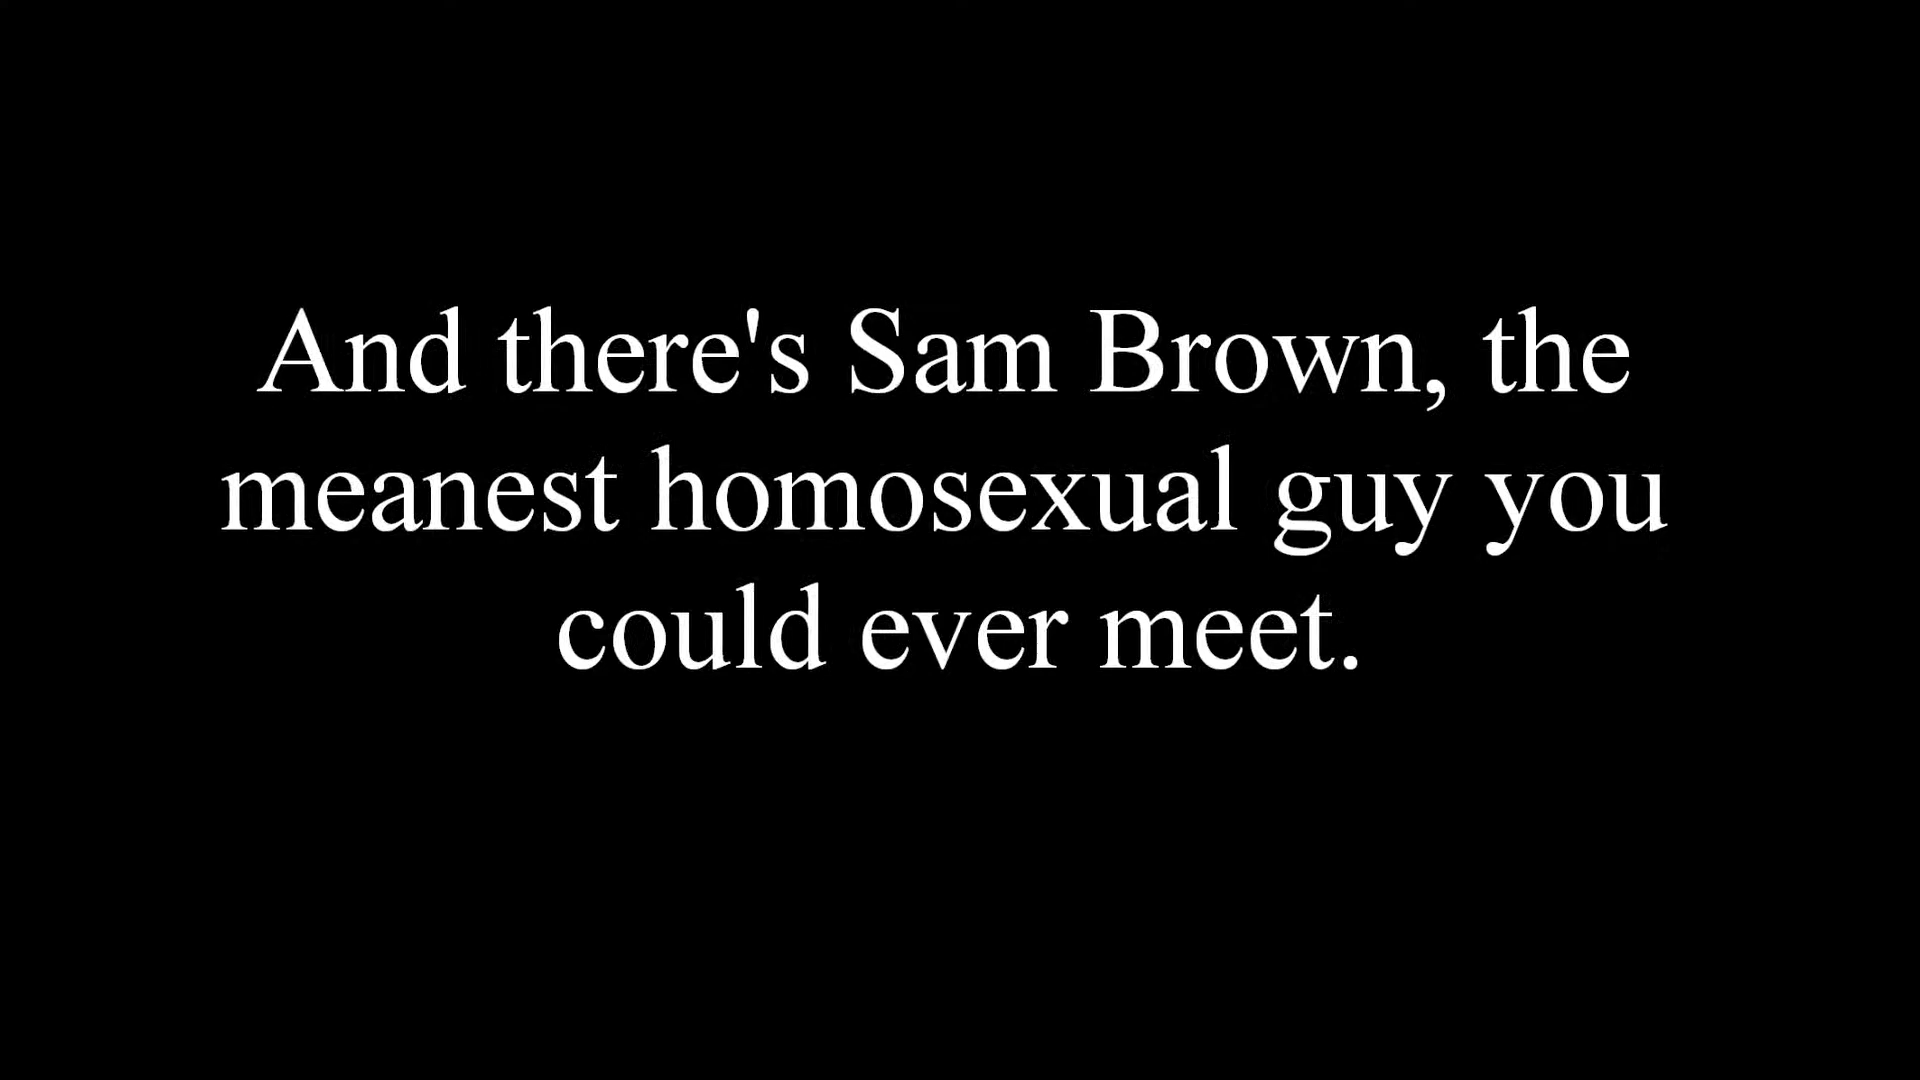 And there's Sam Brown, the
meanest homosexual guy you
could ever meet.